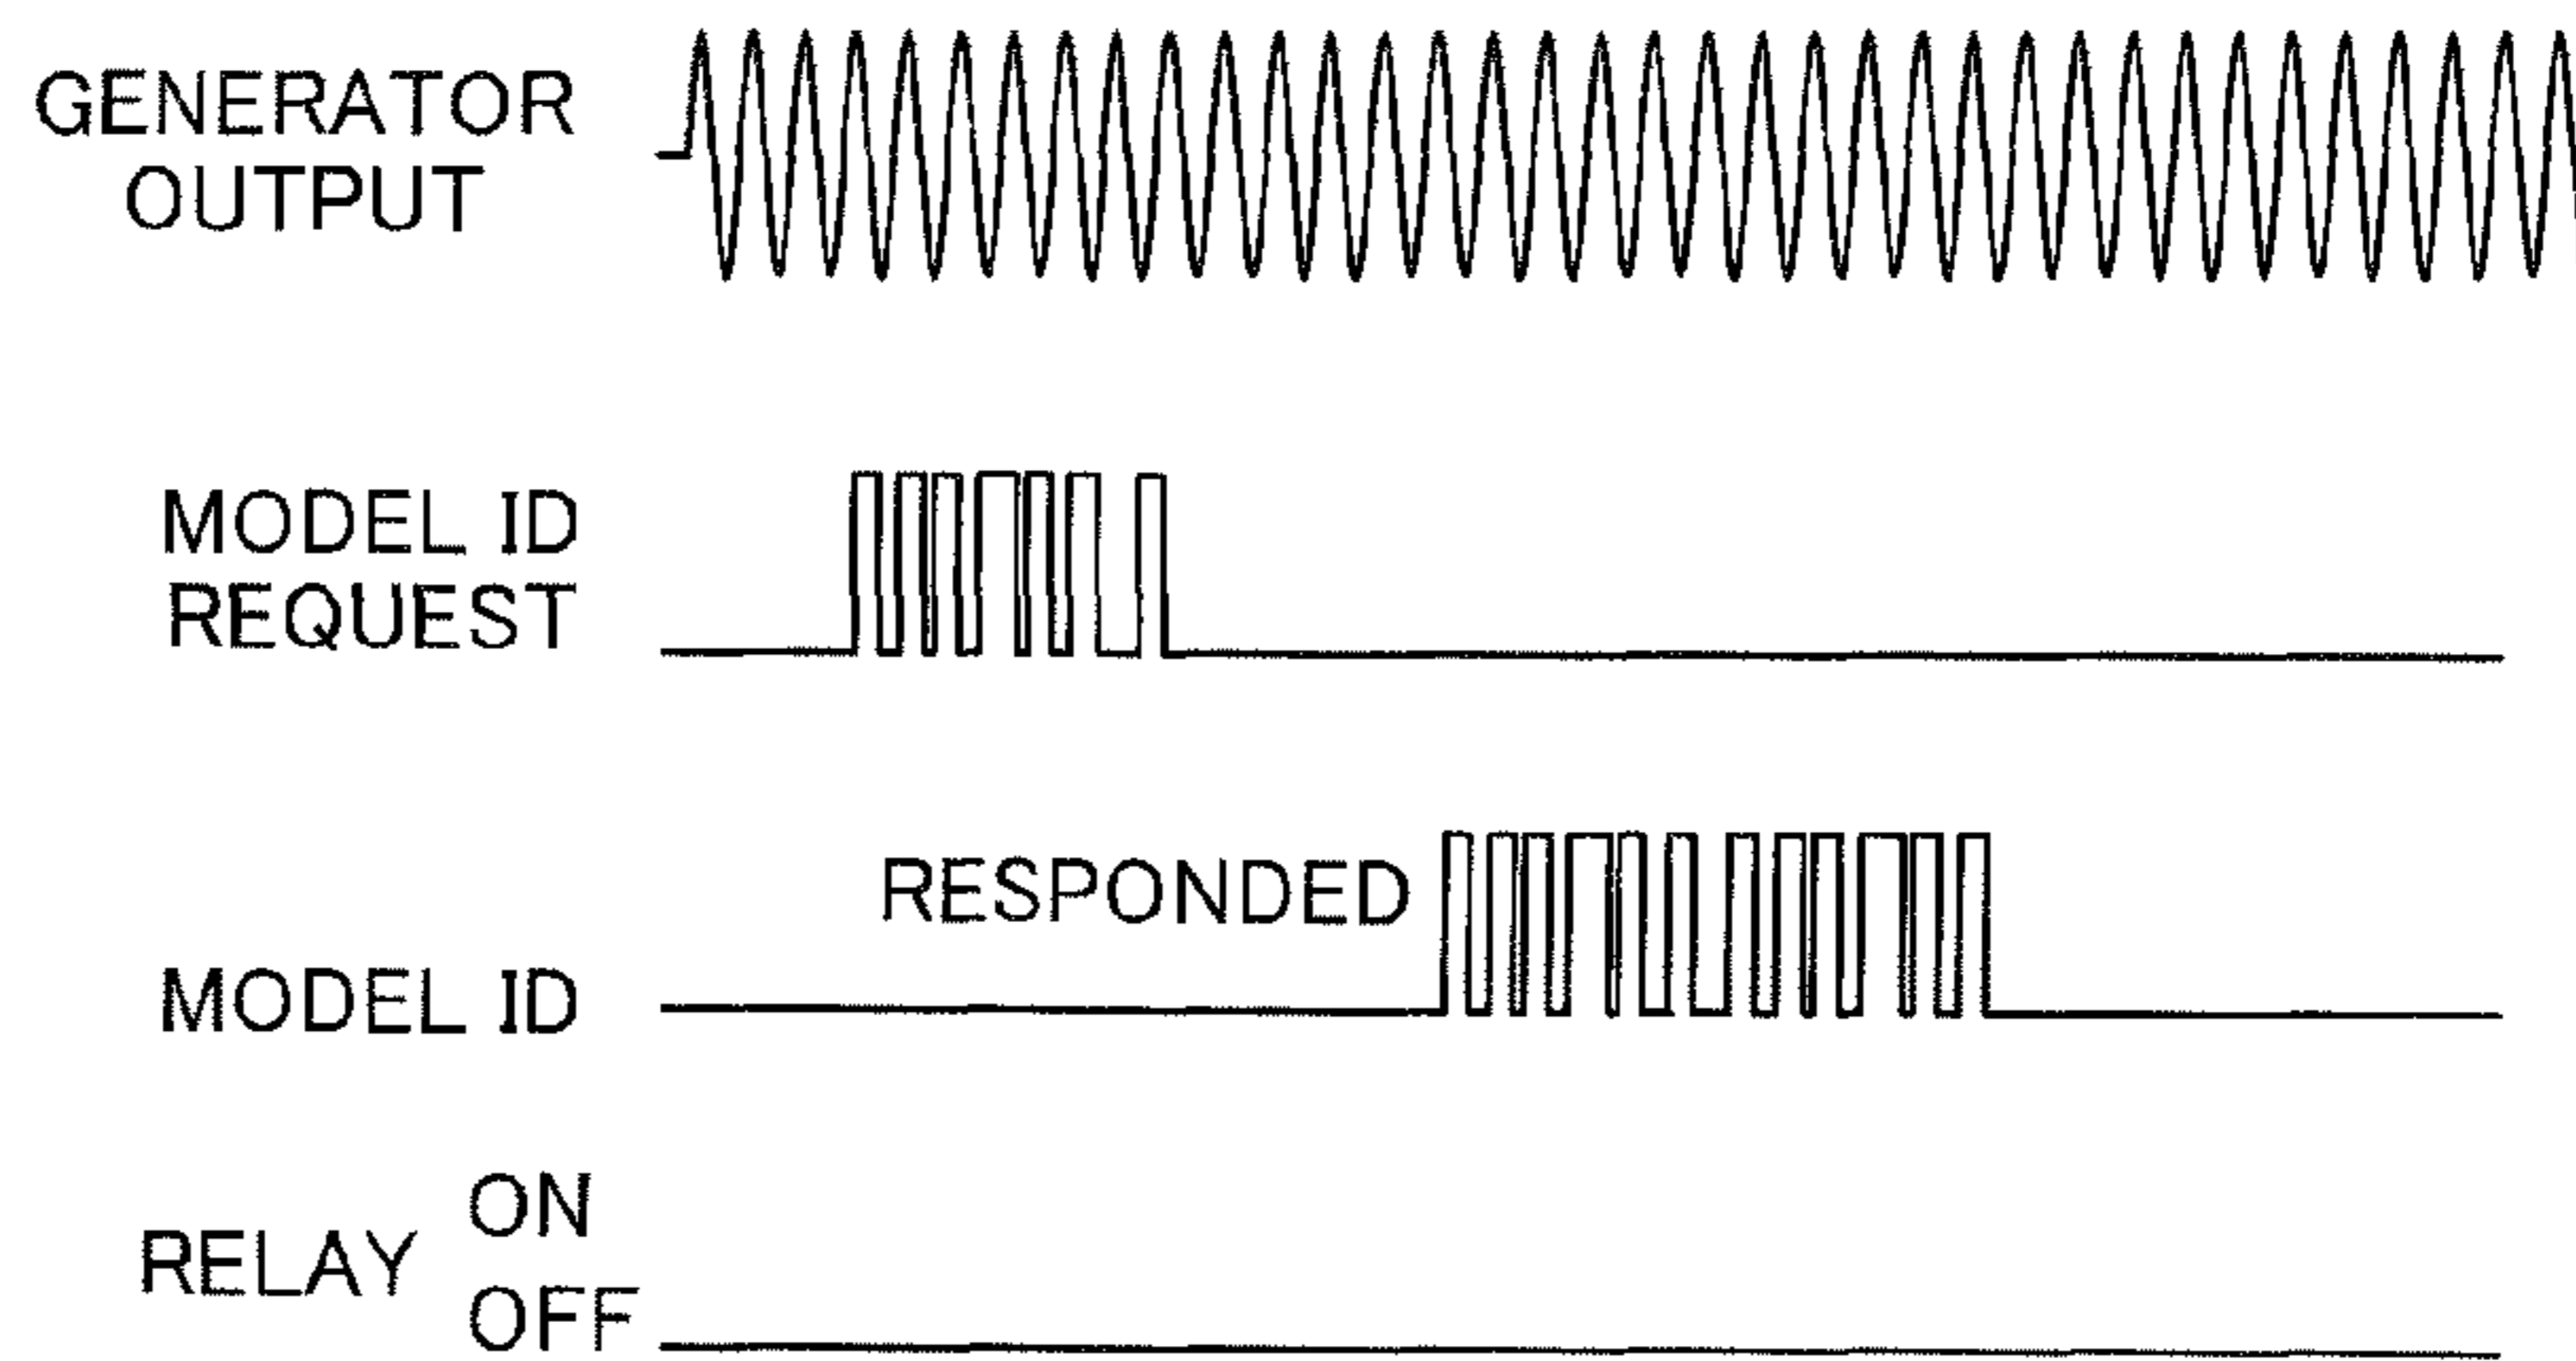 GENERATOR
OUTPUT
MODEL ID
REQUEST
RESPONDED
MODEL ID
RELAY
ON
OFF